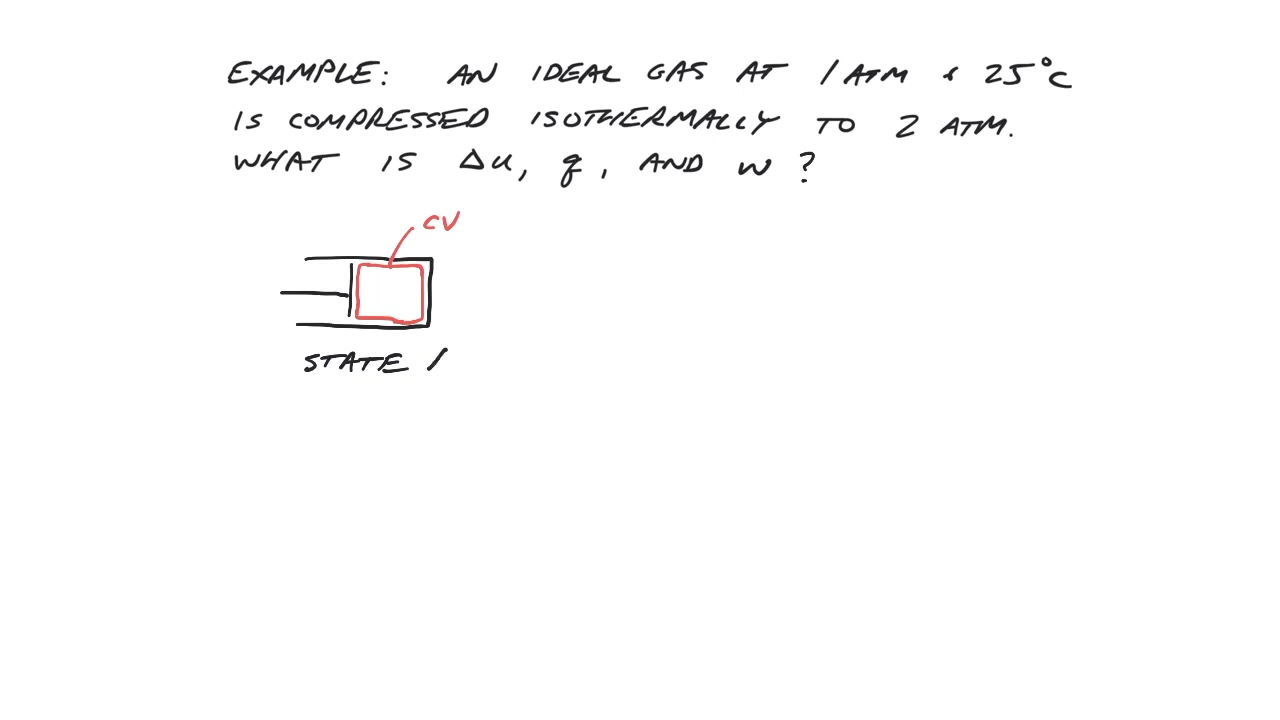 EXAMPLE: AN IDEAL GAS AT 1 ATM & 25°C
IS COMPRESSED ISOTHERMALLY TO 2 ATM.
WHAT IS Δu, q, AND w ?
CV
STATE 1